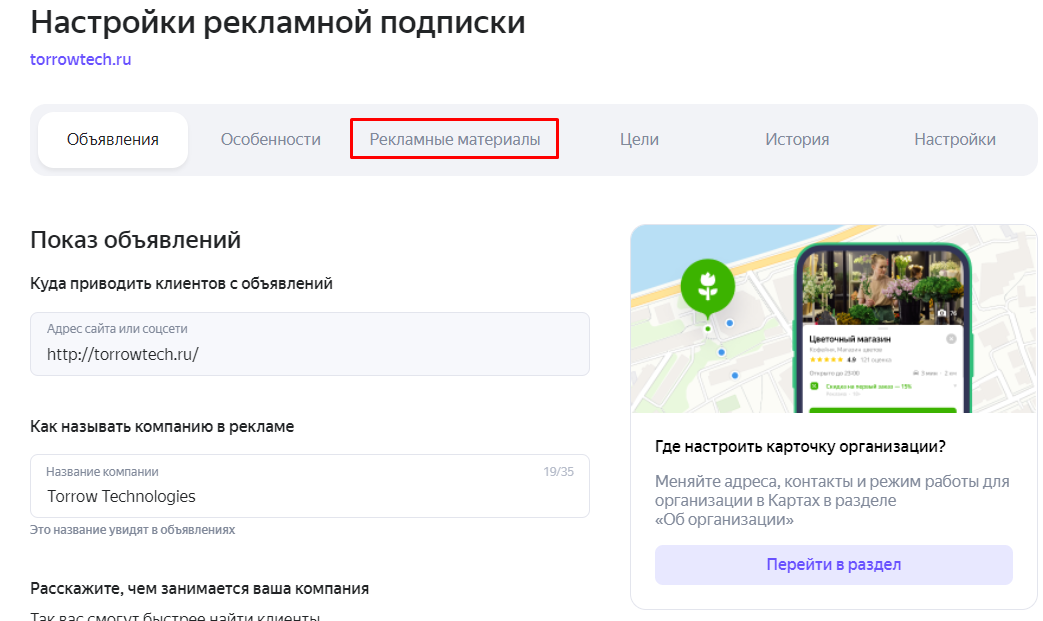 Настройки рекламной подписки
torrowtech.ru
Объявления
Особенности
Рекламные материалы
Цели
История
Настройки
Показ объявлений
Куда приводить клиентов с объявлений
Адрес сайта или соцсети
http://torrowtech.ru/
Как называть компанию в рекламе
Название компании
19/35
Torrow Technologies
Это название увидят в объявлениях
Расскажите, чем занимается ваша компания
Так вас смогут быстрее найти клиенты
76
Цветочный магазин
4.9
121 оценка
Открыто до 20:00
Скидка на первый заказ — 15%
Где настроить карточку организации?
Меняйте адреса, контакты и режим работы для
организации в Картах в разделе
«Об организации»
Перейти в раздел